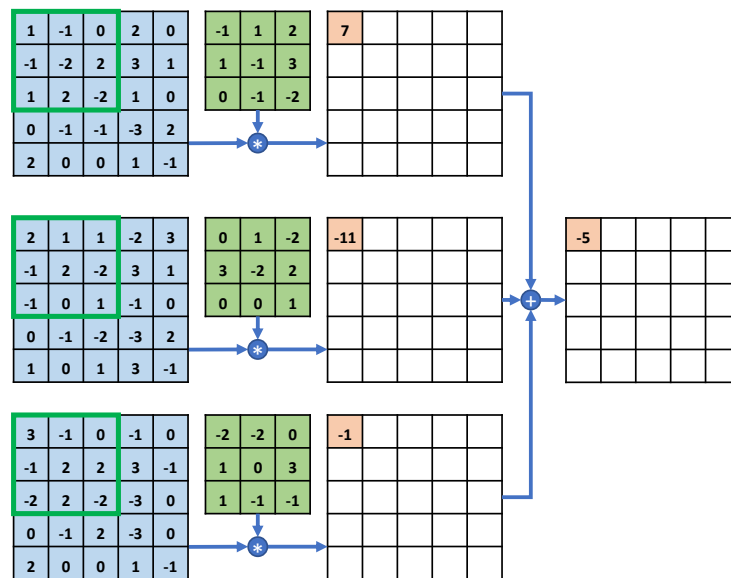 1 -1 0 2 0
-1 -2 2 3 1
1 2 -2 1 0
0 -1 -1 -3 2
2 0 0 1 -1
-1 1 2
1 -1 3
0 -1 -2
*
7
2 1 1 -2 3
-1 2 -2 3 1
-1 0 1 -1 0
0 -1 -2 -3 2
1 0 1 3 -1
0 1 -2
3 -2 2
0 0 1
*
-11
3 -1 0 -1 0
-1 2 2 3 -1
-2 2 -2 -3 0
0 -1 2 -3 0
2 0 0 1 -1
-2 -2 0
1 0 3
1 -1 -1
*
-1
+
-5